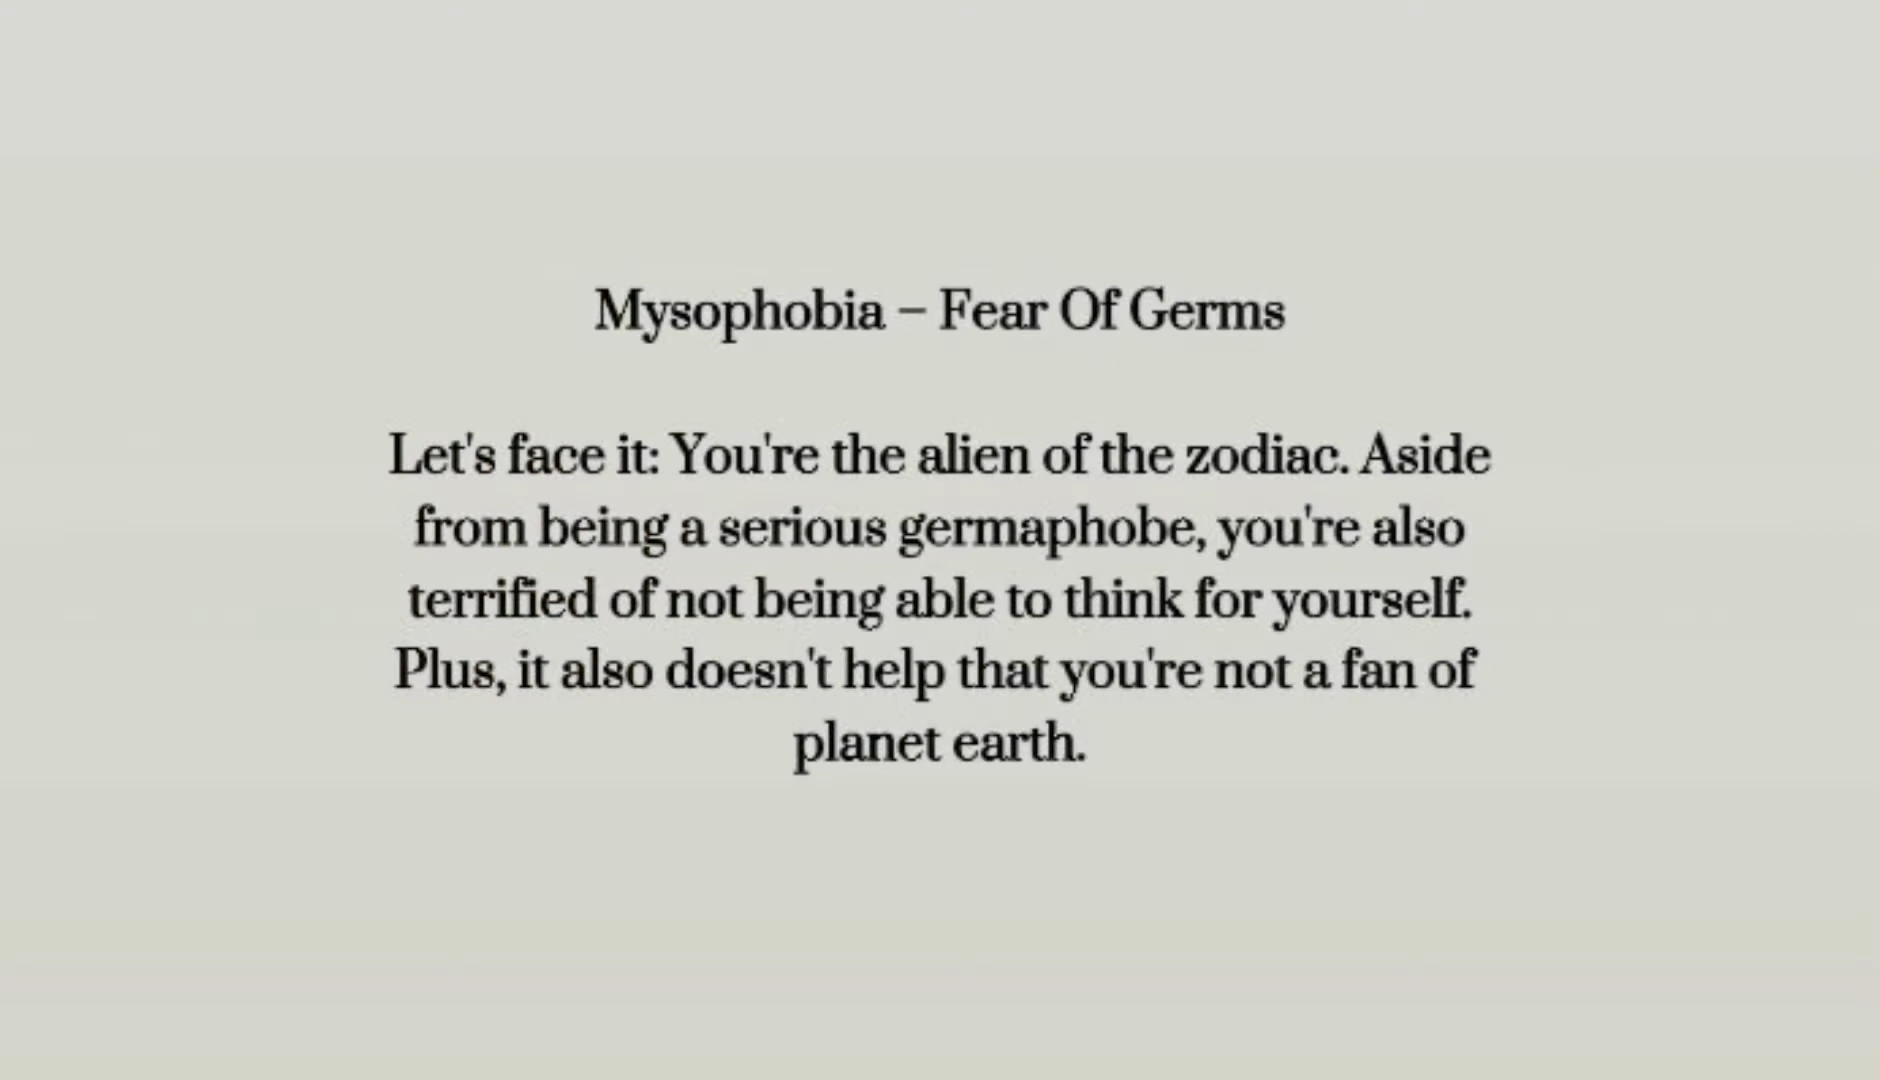 Mysophobia – Fear Of Germs
Let's face it: You're the alien of the zodiac. Aside
from being a serious germaphobe, you're also
terrified of not being able to think for yourself.
Plus, it also doesn't help that you're not a fan of
planet earth.